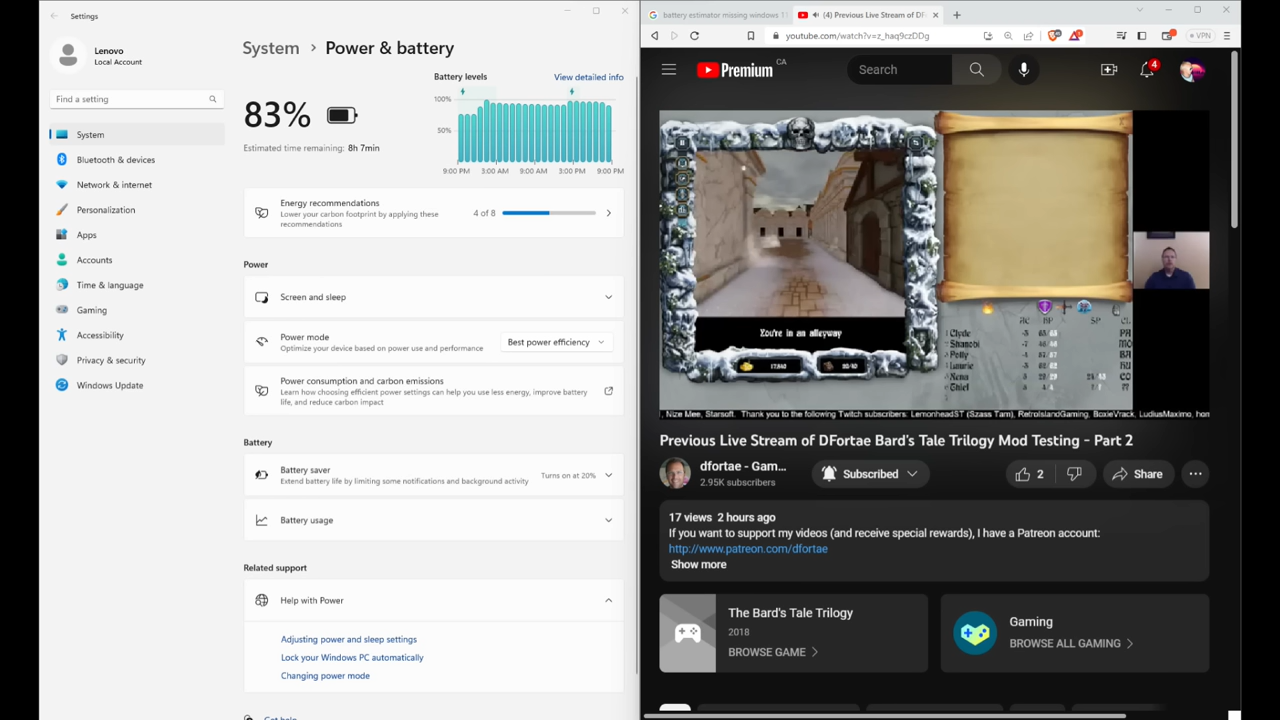 Settings
Lenovo
Local Account
Find a setting
System
Bluetooth & devices
Network & internet
Personalization
Apps
Accounts
Time & language
Gaming
Accessibility
Privacy & security
Windows Update
System > Power & battery
83%
Estimated time remaining: 8h 7min
Battery levels
View detailed info
100%
50%
9:00 PM 3:00 AM 9:00 AM 3:00 PM 9:00 PM
Energy recommendations
Lower your carbon footprint by applying these
recommendations
4 of 8
Power
Screen and sleep
Power mode
Optimize your device based on power use and performance
Best power efficiency
Power consumption and carbon emissions
Learn how choosing efficient power settings can help you use less energy, improve battery
life, and reduce carbon impact
Battery
Battery saver
Extend battery life by limiting some notifications and background activity
Turns on at 20%
Battery usage
Related support
Help with Power
Adjusting power and sleep settings
Lock your Windows PC automatically
Changing power mode
Get help
battery estimator missing windows 1
(4) Previous Live Stream of DF
youtube.com/watch?v=z_haq9czDDg
VPN
Premium CA
Search
4
You're in an alleyway
Clyde
Shanobi
Polly
Laurie
Nana
Thief
, Nize Mee, Starsoft. Thank you to the following Twitch subscribers: LemonheadST (Szass Tam), RetroIslandGaming, BoxieVrack, LudiusMaximo, hon
Previous Live Stream of DFortae Bard's Tale Trilogy Mod Testing - Part 2
dfortae - Gam...
2.95K subscribers
Subscribed
2
Share
17 views 2 hours ago
If you want to support my videos (and receive special rewards), I have a Patreon account:
http://www.patreon.com/dfortae
Show more
The Bard's Tale Trilogy
2018
BROWSE GAME
Gaming
BROWSE ALL GAMING